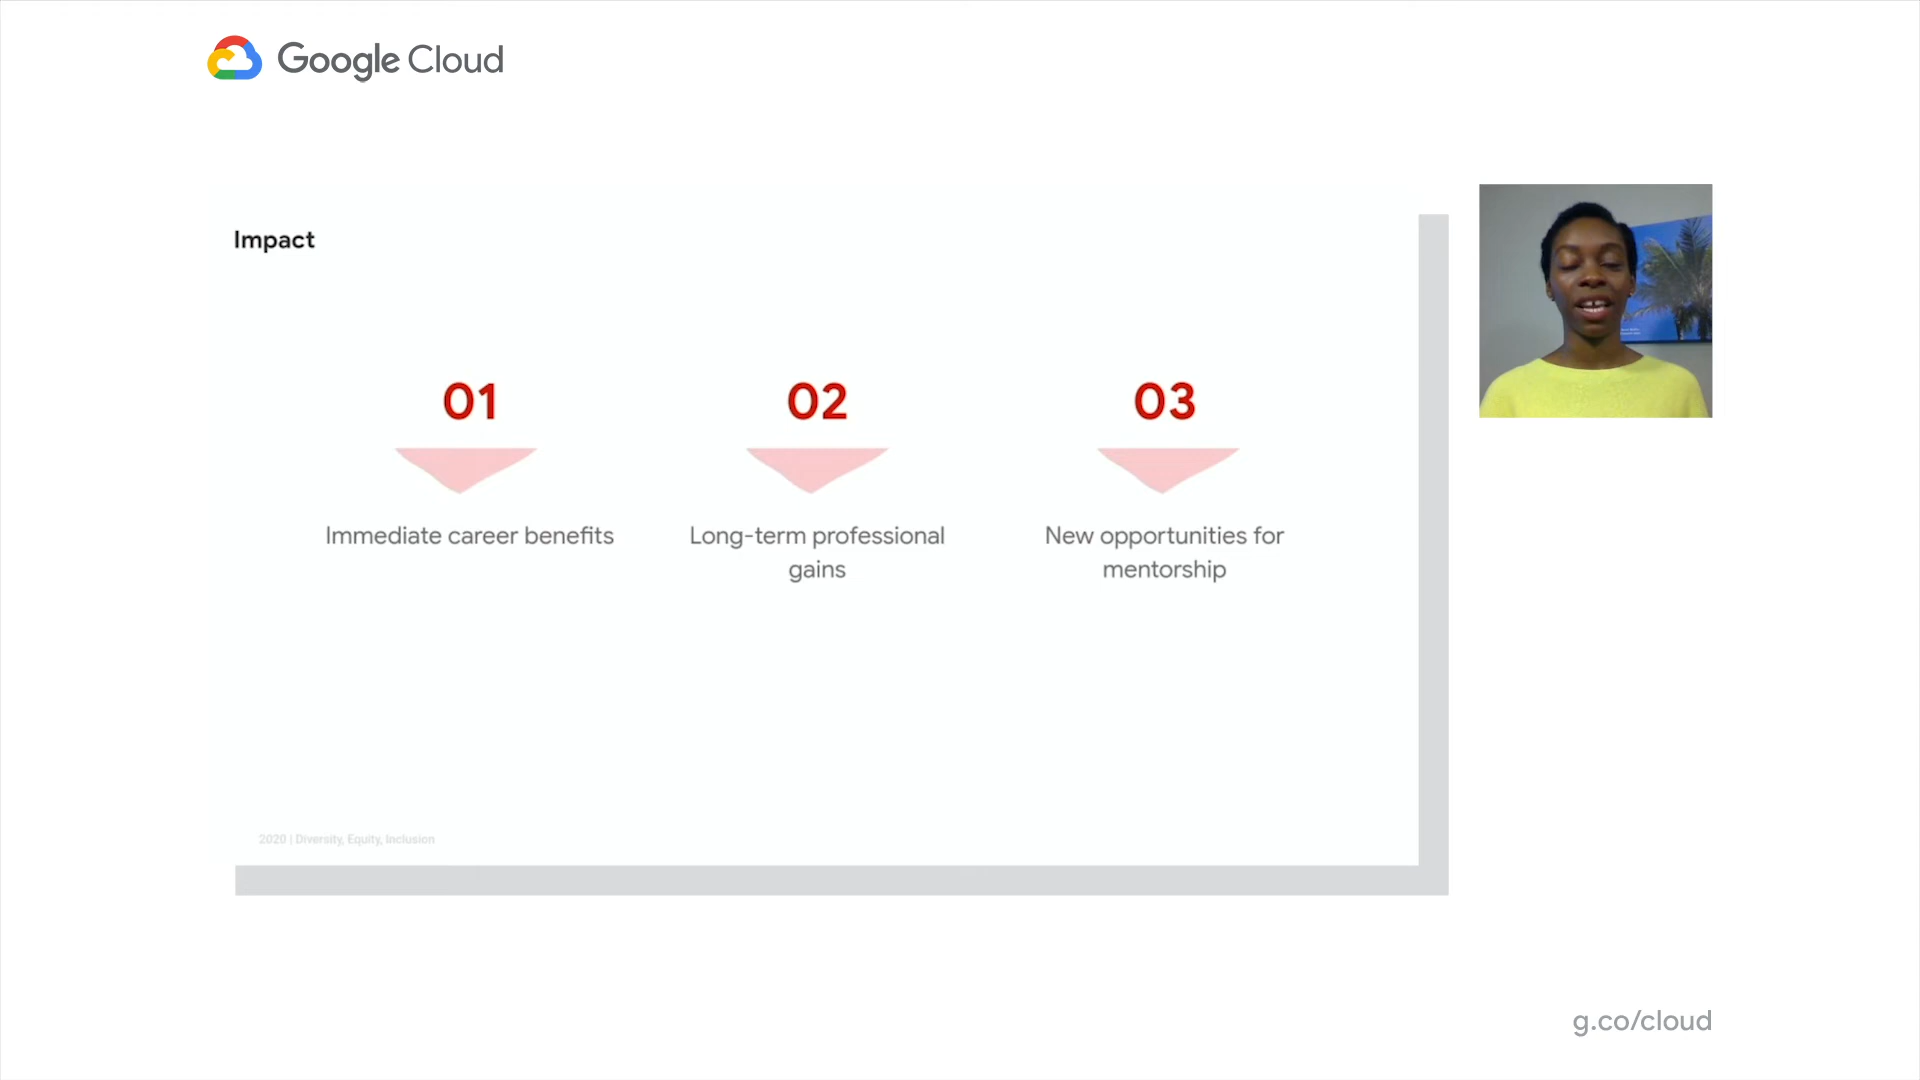 Google Cloud
Impact
01
Immediate career benefits
02
Long-term professional
gains
03
New opportunities for
mentorship
2020 | Diversity, Equity, Inclusion
g.co/cloud